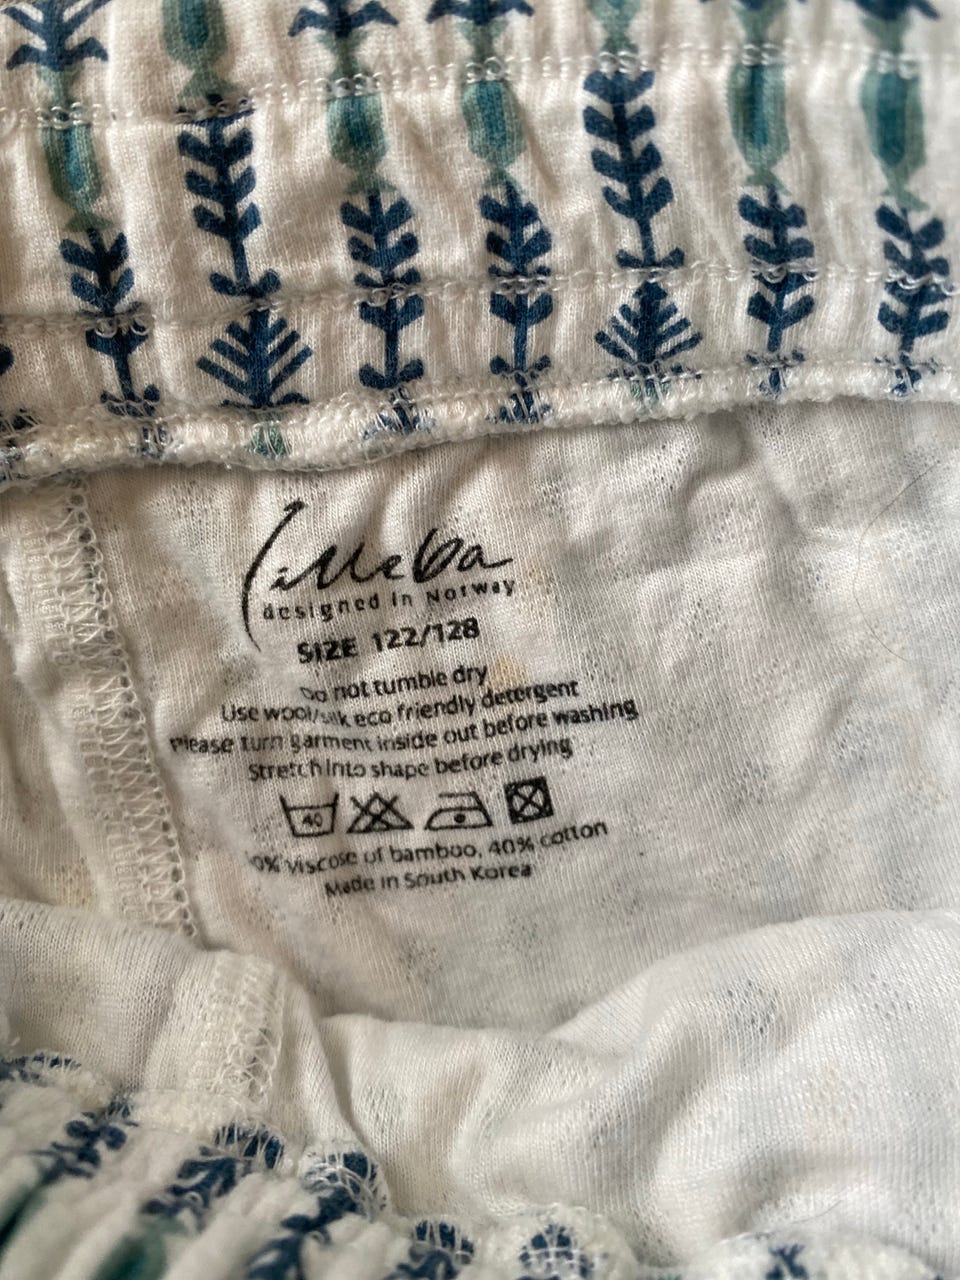 Lilleba
designed in Norway
SIZE 122/128
Do not tumble dry
Use wool/silk eco friendly detergent
Please turn garment inside out before washing
Stretch into shape before drying
40
0% viscose of bamboo, 40% cotton
Made in South Korea